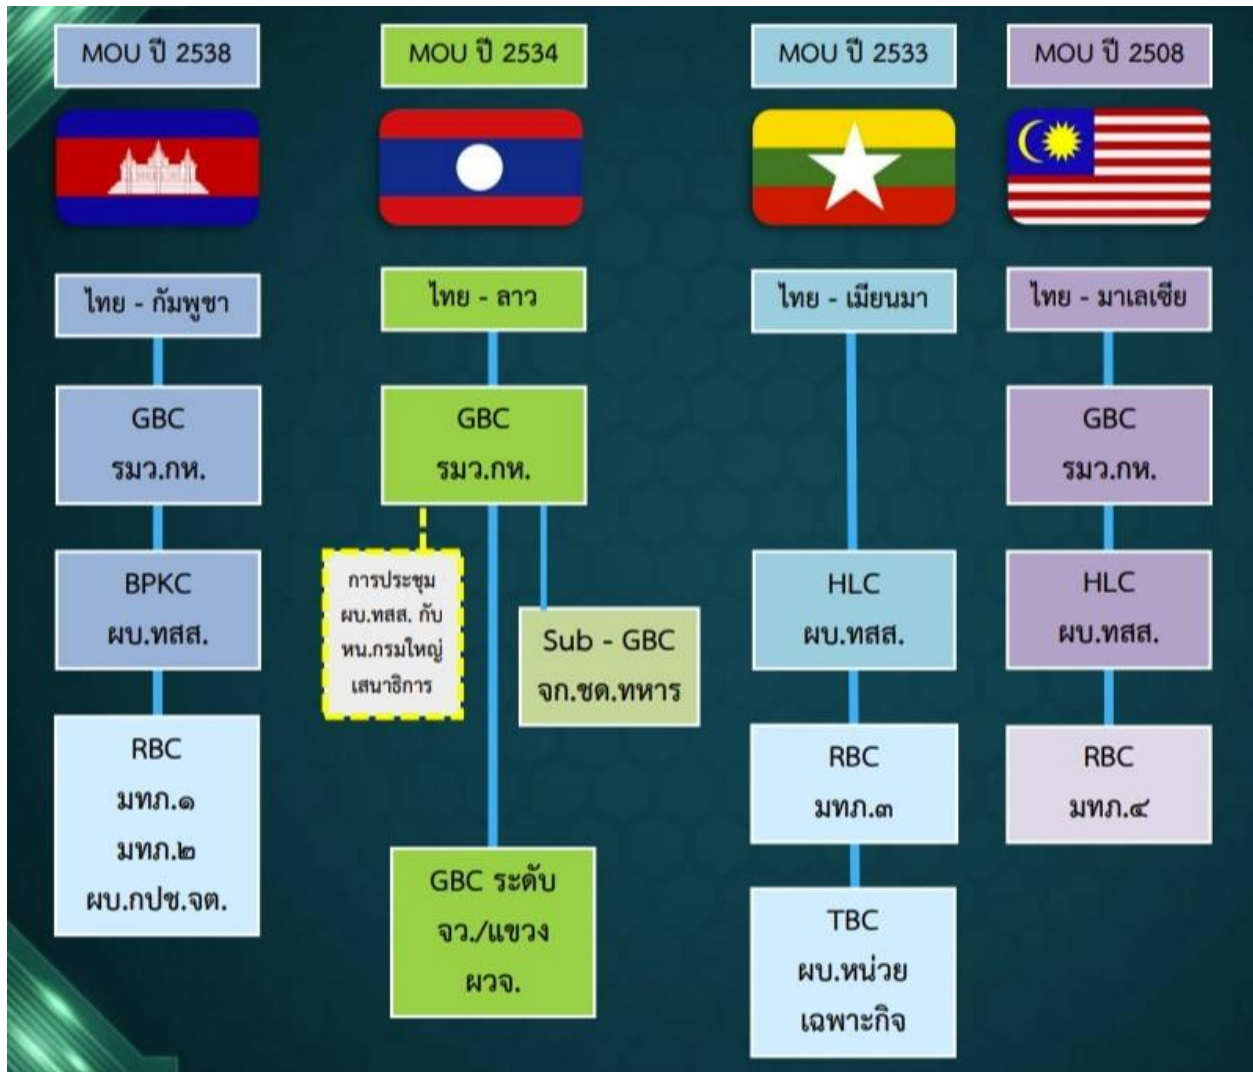 MOU ปี 2538
MOU ปี 2534
MOU ปี 2533
MOU ปี 2508
ไทย - กัมพูชา
ไทย - ลาว
ไทย - เมียนมา
ไทย - มาเลเซีย
GBC
รมว.กห.
GBC
รมว.กห.
GBC
รมว.กห.
BPKC
ผบ.ทสส.
การประชุม
ผบ.ทสส. กับ
หน.กรมใหญ่
เสนาธิการ
Sub - GBC
จก.ชด.ทหาร
HLC
ผบ.ทสส.
HLC
ผบ.ทสส.
RBC
มทภ.๑
มทภ.๒
ผบ.กปช.จต.
RBC
มทภ.๓
RBC
มทภ.๔
GBC ระดับ
จว./แขวง
ผวจ.
TBC
ผบ.หน่วย
เฉพาะกิจ